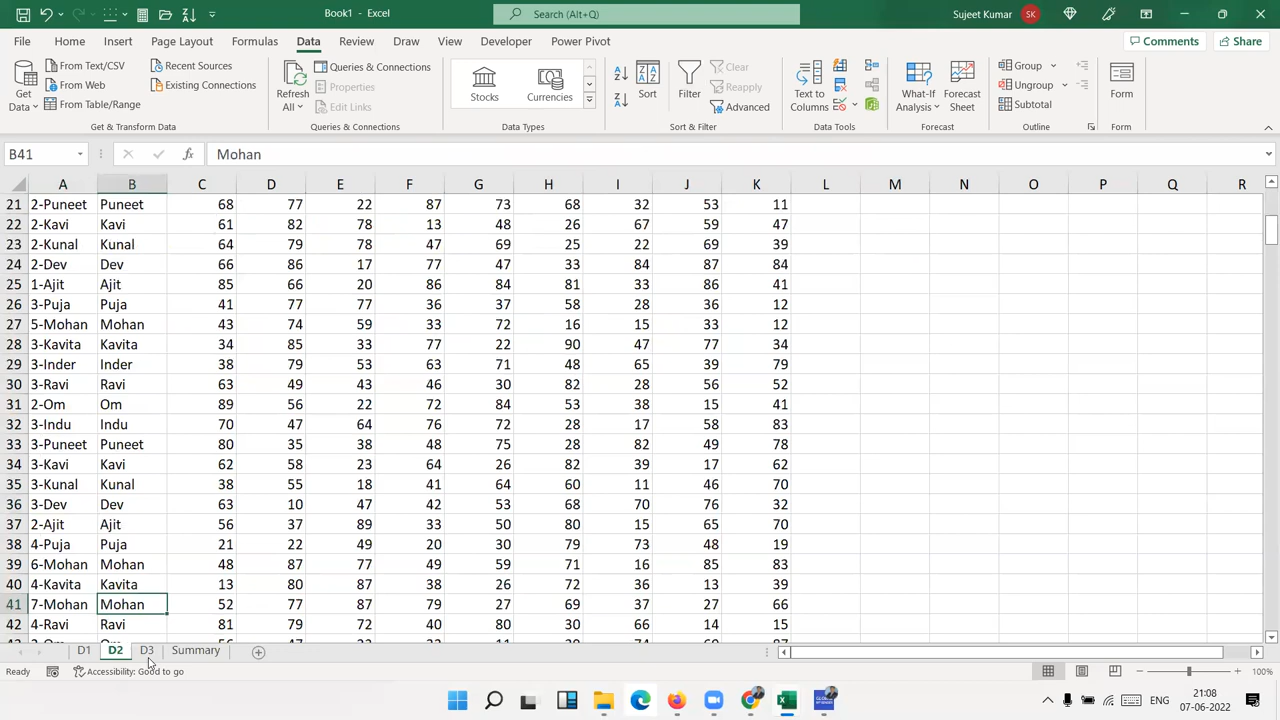 Book1 - Excel
Search (Alt+Q)
Sujeet Kumar SK
File Home Insert Page Layout Formulas Data Review View Draw Developer Power Pivot Comments Share
Get Data
From Text/CSV
From Web
From Table/Range
Recent Sources
Existing Connections
Get & Transform Data
Refresh All
Queries & Connections
Properties
Edit Links
Queries & Connections
Stocks
Currencies
Data Types
Sort
Filter
Clear
Reapply
Advanced
Sort & Filter
Text to Columns
Data Tools
What-If Analysis
Forecast Sheet
Forecast
Group
Ungroup
Subtotal
Outline
Form
Form
B41 fx Mohan
A B C D E F G H I J K L M N O P Q R
21 2-Puneet Puneet 68 77 22 87 73 68 32 53 11
22 2-Kavi Kavi 61 82 78 13 48 26 67 59 47
23 2-Kunal Kunal 64 79 78 47 69 25 22 69 39
24 2-Dev Dev 66 86 17 77 47 33 84 87 84
25 1-Ajit Ajit 85 66 20 86 84 81 33 86 41
26 3-Puja Puja 41 77 77 36 37 58 28 36 12
27 5-Mohan Mohan 43 74 59 33 72 16 15 33 12
28 3-Kavita Kavita 34 85 33 77 22 90 47 77 34
29 3-Inder Inder 38 79 53 63 71 48 65 39 79
30 3-Ravi Ravi 63 49 43 46 30 82 28 56 52
31 2-Om Om 89 56 22 72 84 53 38 15 41
32 3-Indu Indu 70 47 64 76 72 28 17 58 83
33 3-Puneet Puneet 80 35 38 48 75 28 82 49 78
34 3-Kavi Kavi 62 58 23 64 26 82 39 17 62
35 3-Kunal Kunal 38 55 18 41 64 60 11 46 70
36 3-Dev Dev 63 10 47 42 53 68 70 76 32
37 2-Ajit Ajit 56 37 89 33 50 80 15 65 70
38 4-Puja Puja 21 22 49 20 30 79 73 48 19
39 6-Mohan Mohan 48 87 77 49 59 71 16 85 83
40 4-Kavita Kavita 13 80 87 38 26 72 36 13 39
41 7-Mohan Mohan 52 77 87 79 27 69 37 27 66
42 4-Ravi Ravi 81 79 72 40 80 30 66 14 15
D1 D2 D3 Summary
Ready Accessibility: Good to go 100%
ENG 21:08
07-06-2022